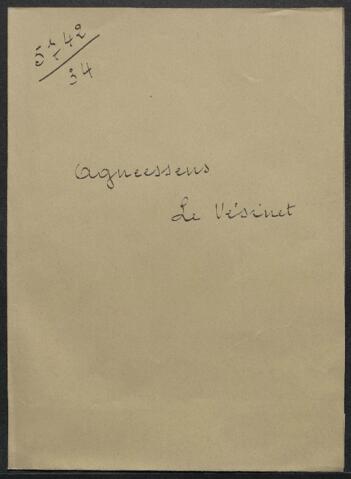 5 t 42
34
Agneessens
Le Vésinet